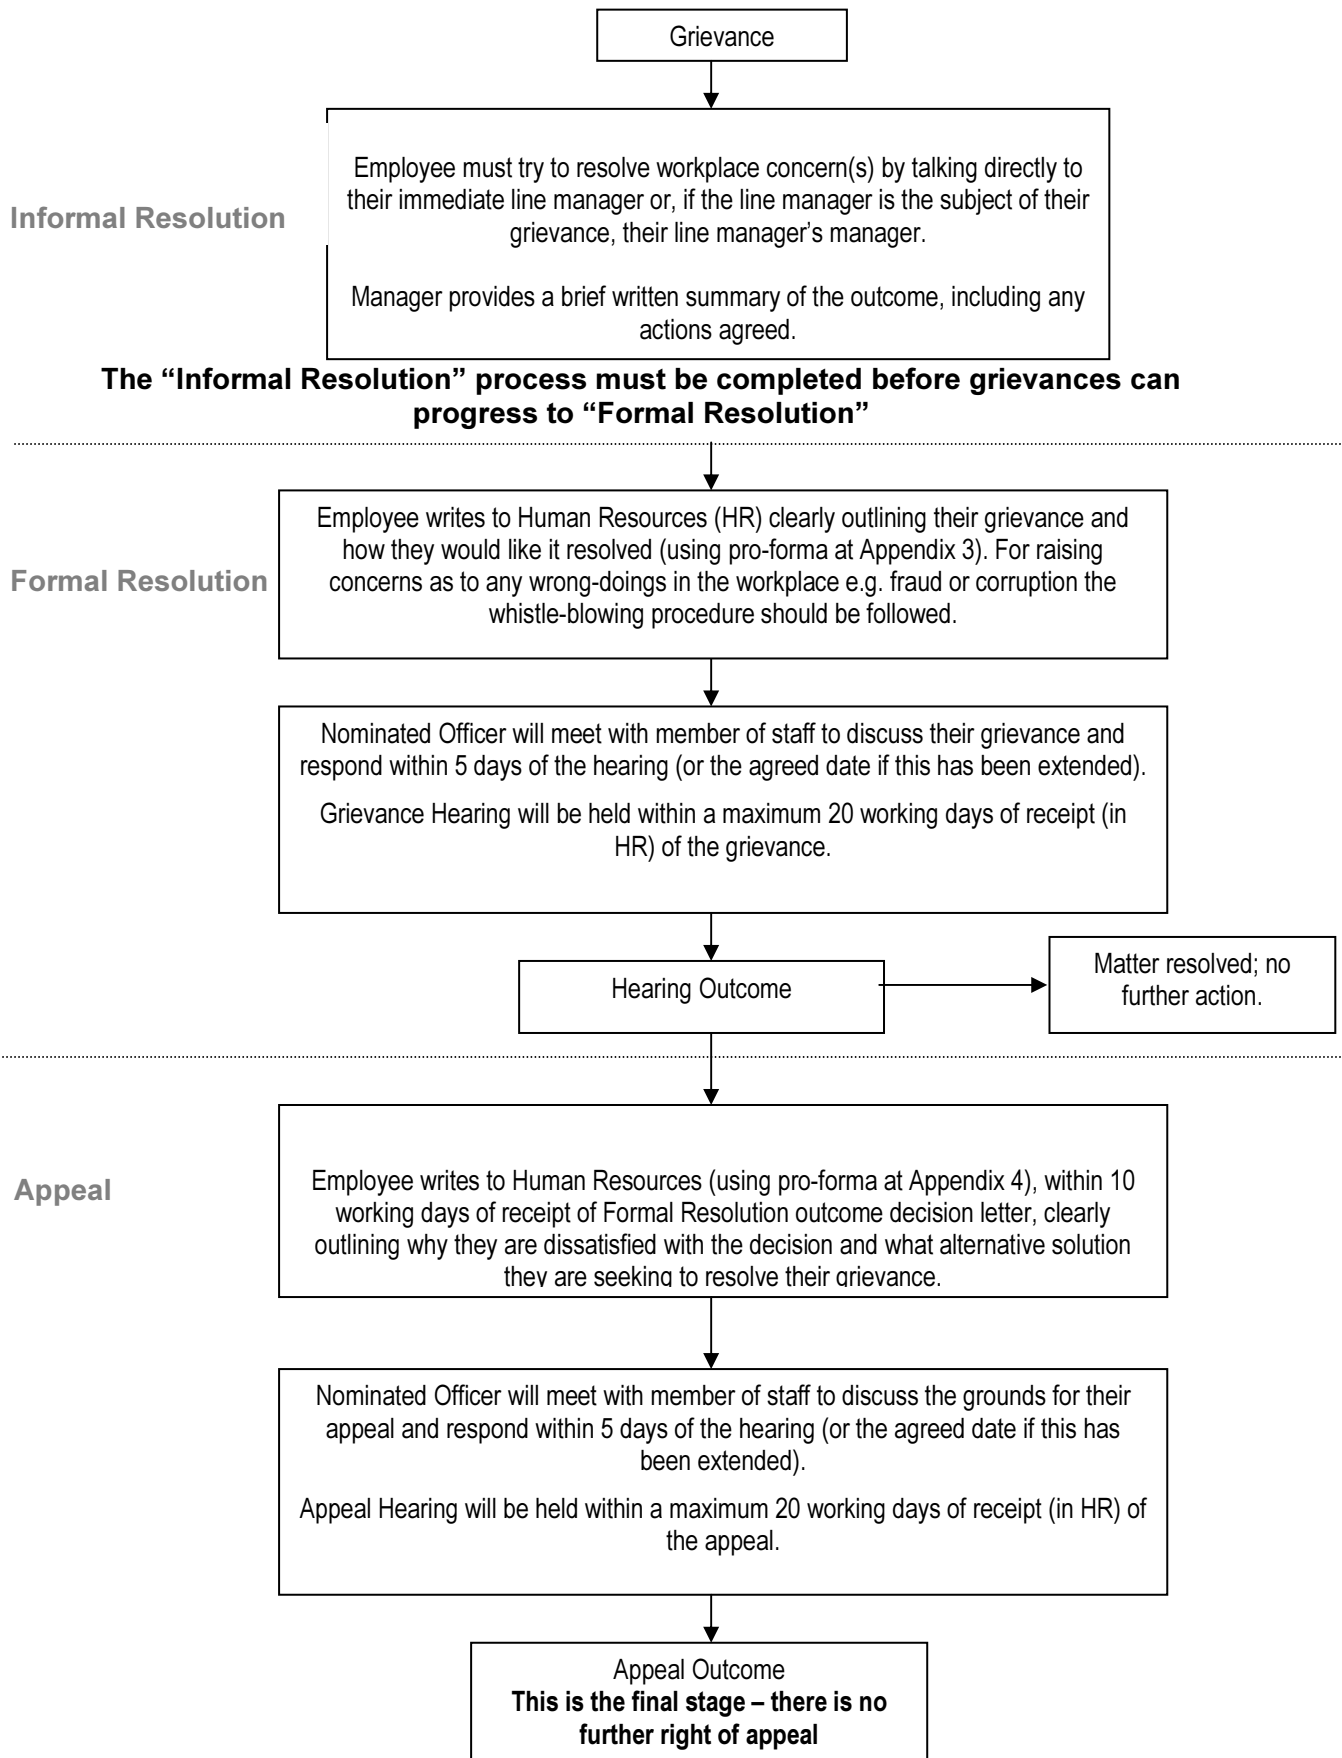 Grievance
Informal Resolution
Employee must try to resolve workplace concern(s) by talking directly to
their immediate line manager or, if the line manager is the subject of their
grievance, their line manager’s manager.
Manager provides a brief written summary of the outcome, including any
actions agreed.
The “Informal Resolution” process must be completed before grievances can
progress to “Formal Resolution”
Formal Resolution
Employee writes to Human Resources (HR) clearly outlining their grievance and
how they would like it resolved (using pro-forma at Appendix 3). For raising
concerns as to any wrong-doings in the workplace e.g. fraud or corruption the
whistle-blowing procedure should be followed.
Nominated Officer will meet with member of staff to discuss their grievance and
respond within 5 days of the hearing (or the agreed date if this has been extended).
Grievance Hearing will be held within a maximum 20 working days of receipt (in
HR) of the grievance.
Hearing Outcome
Matter resolved; no
further action.
Appeal
Employee writes to Human Resources (using pro-forma at Appendix 4), within 10
working days of receipt of Formal Resolution outcome decision letter, clearly
outlining why they are dissatisfied with the decision and what alternative solution
they are seeking to resolve their grievance.
Nominated Officer will meet with member of staff to discuss the grounds for their
appeal and respond within 5 days of the hearing (or the agreed date if this has
been extended).
Appeal Hearing will be held within a maximum 20 working days of receipt (in HR) of
the appeal.
Appeal Outcome
This is the final stage – there is no
further right of appeal